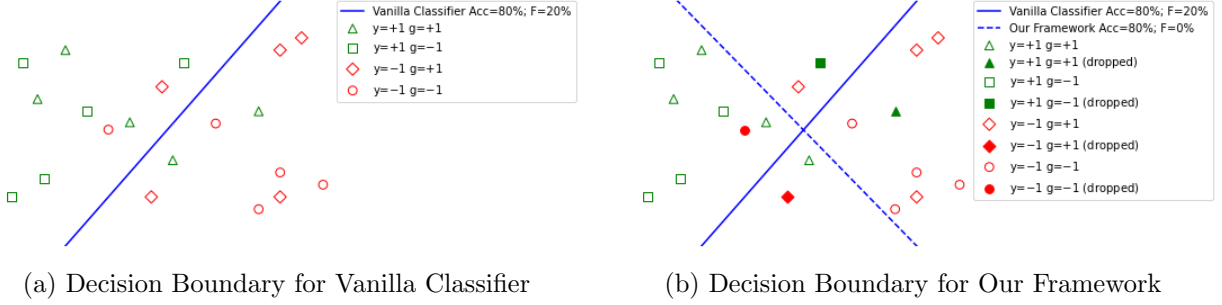 Vanilla Classifier Acc=80%; F=20%
y=+1 g=+1
y=+1 g=−1
y=−1 g=+1
y=−1 g=−1
Vanilla Classifier Acc=80%; F=20%
Our Framework Acc=80%; F=0%
y=+1 g=+1
y=+1 g=+1 (dropped)
y=+1 g=−1
y=+1 g=−1 (dropped)
y=−1 g=+1
y=−1 g=+1 (dropped)
y=−1 g=−1
y=−1 g=−1 (dropped)
(a) Decision Boundary for Vanilla Classifier
(b) Decision Boundary for Our Framework